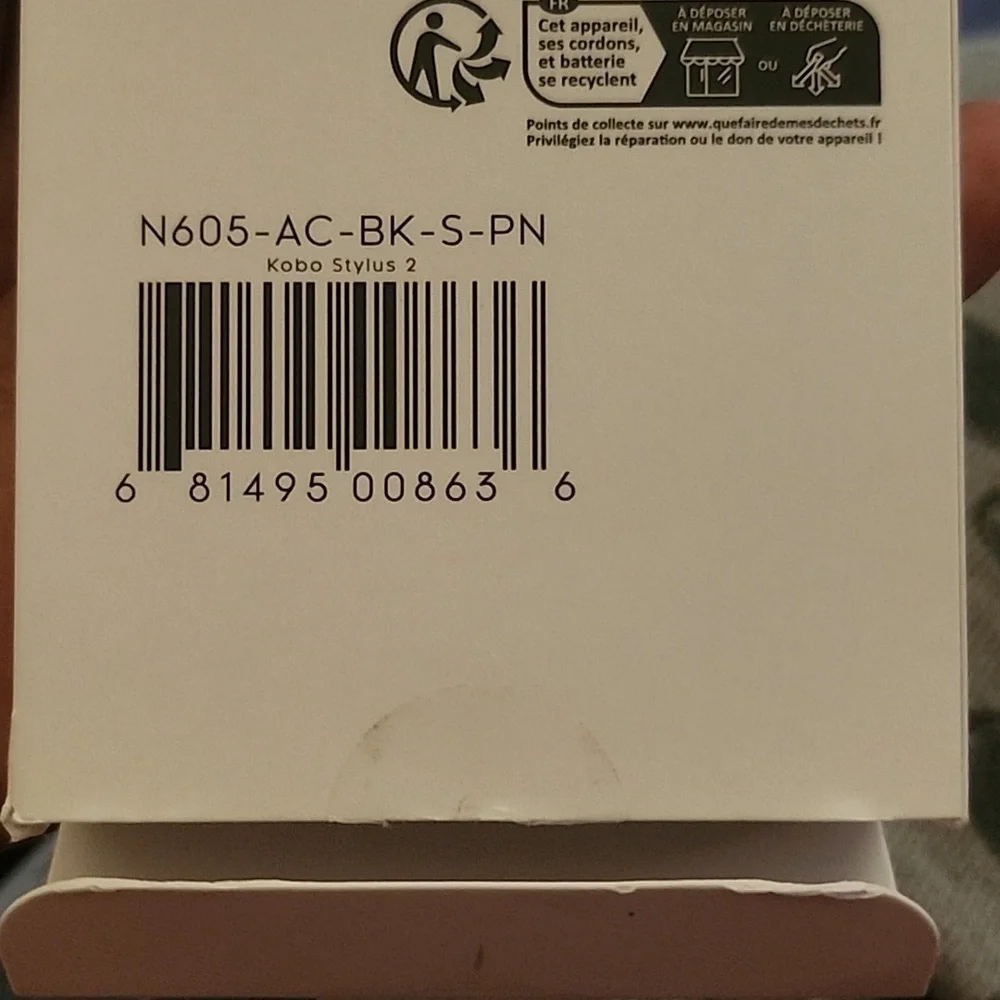 FR
Cet appareil,
ses cordons,
et batterie
se recyclent
À DÉPOSER
EN MAGASIN
OU
À DÉPOSER
EN DÉCHÈTERIE
Points de collecte sur www.quefairedemesdechets.fr
Privilégiez la réparation ou le don de votre appareil !
N605-AC-BK-S-PN
Kobo Stylus 2
6 81495 00863 6